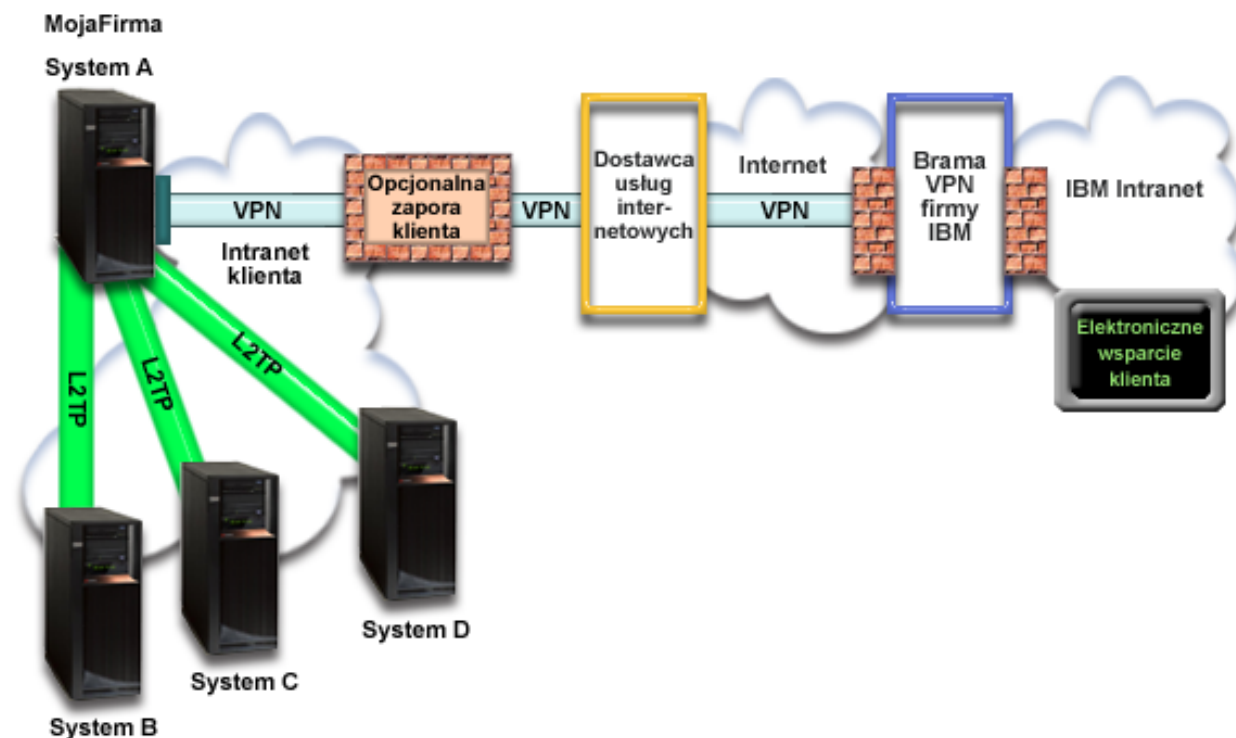 MojaFirma
System A
VPN
Intranet
klienta
Opcjonalna
zapora
klienta
VPN
Dostawca
usług
inter-
netowych
Internet
VPN
Brama
VPN
firmy
IBM
IBM Intranet
Elektroniczne
wsparcie
klienta
L2TP
L2TP
L2TP
System D
System C
System B